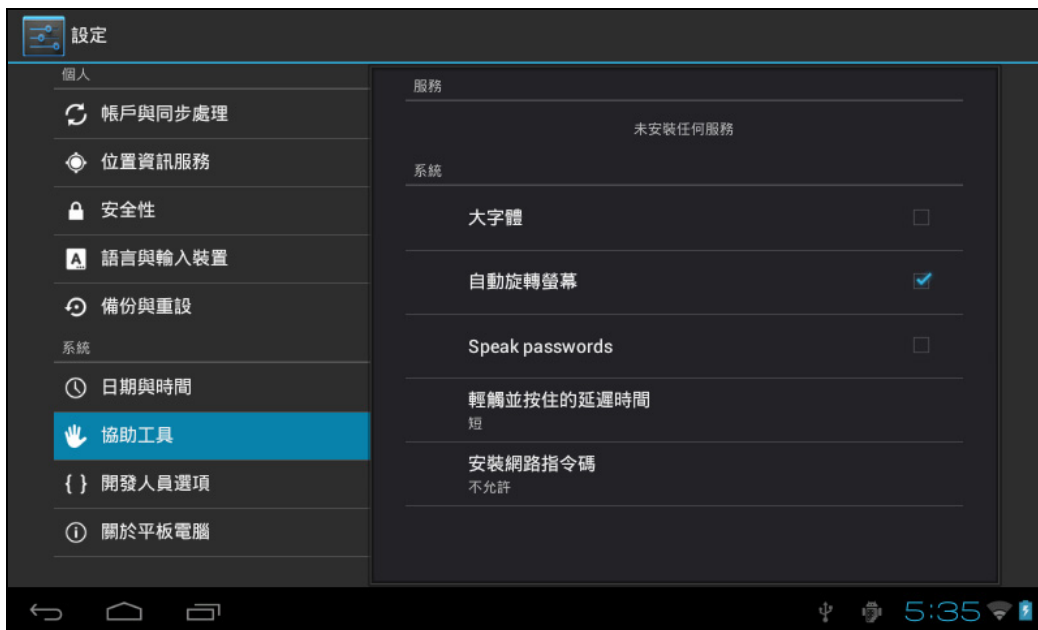 設定
個人
帳戶與同步處理
位置資訊服務
安全性
語言與輸入裝置
備份與重設
系統
日期與時間
協助工具
{ } 開發人員選項
關於平板電腦
服務
未安裝任何服務
系統
大字體
自動旋轉螢幕
Speak passwords
輕觸並按住的延遲時間
短
安裝網路指令碼
不允許
5:35